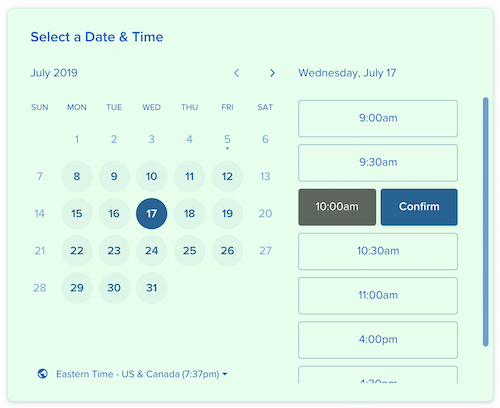 Select a Date & Time
July 2019
SUN MON TUE WED THU FRI SAT
1 2 3 4 5 6
7 8 9 10 11 12 13
14 15 16 17 18 19 20
21 22 23 24 25 26 27
28 29 30 31
Eastern Time - US & Canada (7:37pm)
Wednesday, July 17
9:00am
9:30am
10:00am Confirm
10:30am
11:00am
4:00pm
4:30pm